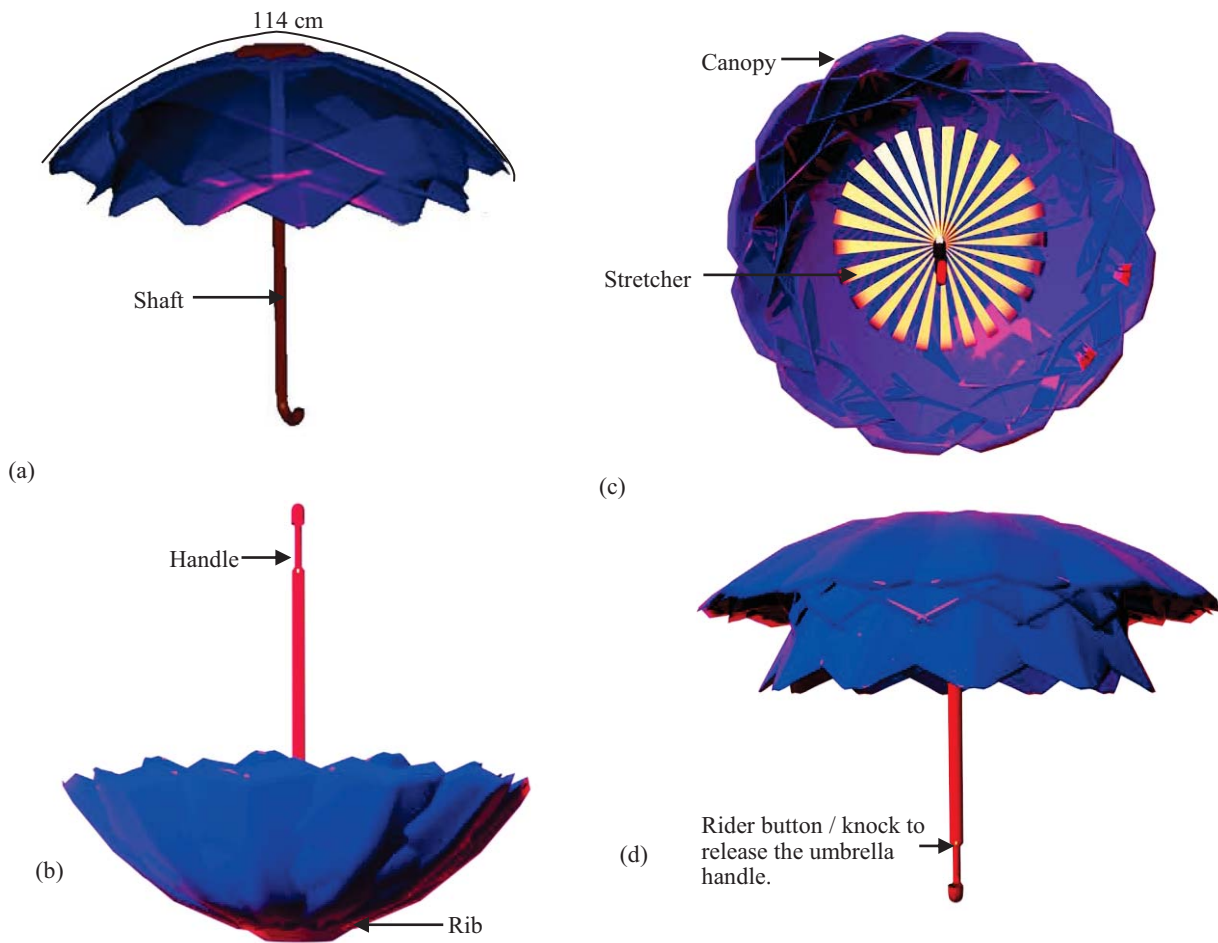 114 cm
Shaft
(a)
Canopy
Stretcher
(c)
Handle
Rib
(b)
Rider button / knock to
release the umbrella
handle.
(d)